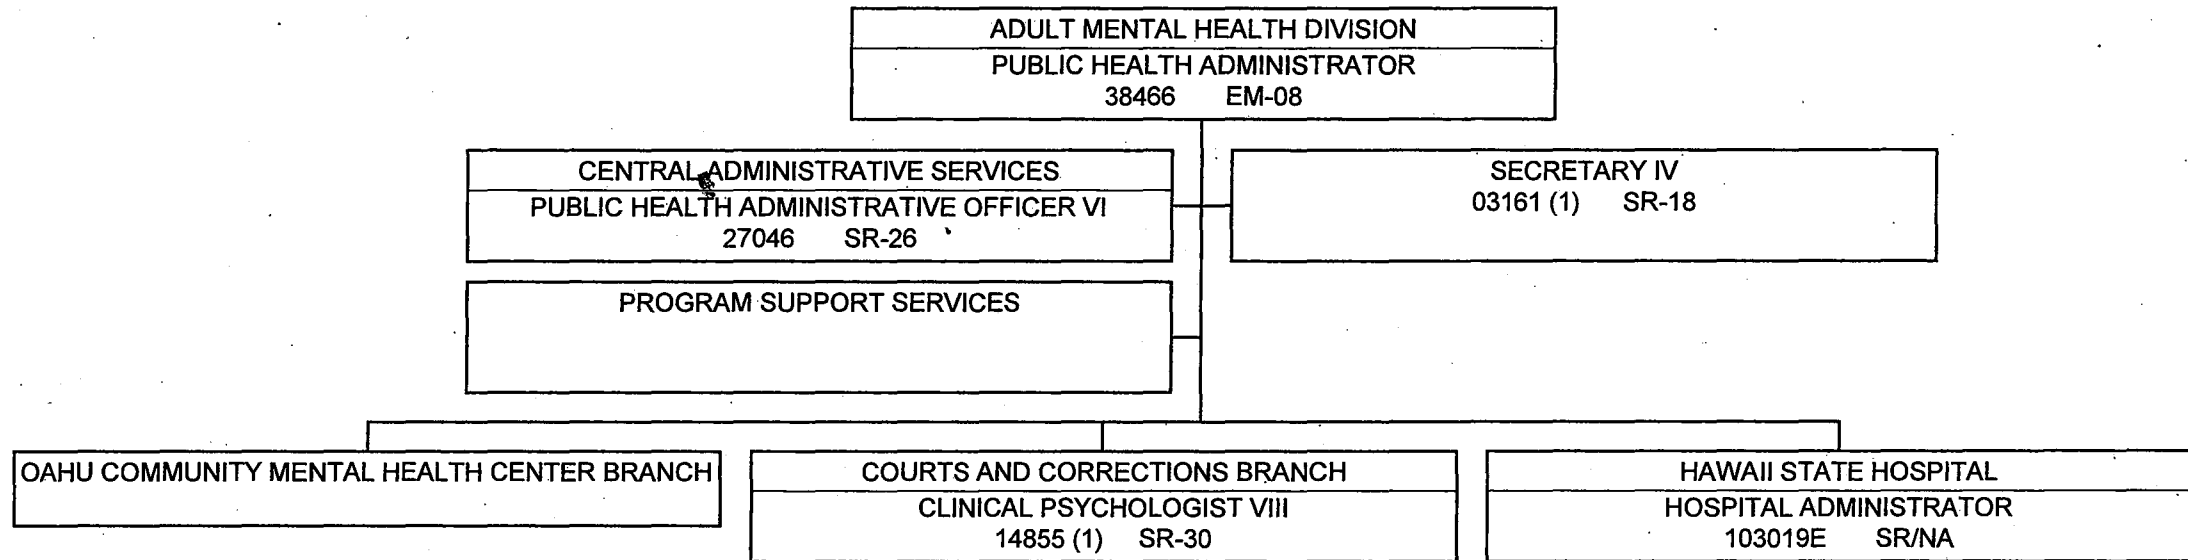 ADULT MENTAL HEALTH DIVISION
PUBLIC HEALTH ADMINISTRATOR
38466 EM-08
CENTRAL ADMINISTRATIVE SERVICES
PUBLIC HEALTH ADMINISTRATIVE OFFICER VI
27046 SR-26
SECRETARY IV
03161 (1) SR-18
PROGRAM SUPPORT SERVICES
OAHU COMMUNITY MENTAL HEALTH CENTER BRANCH
COURTS AND CORRECTIONS BRANCH
CLINICAL PSYCHOLOGIST VIII
14855 (1) SR-30
HAWAII STATE HOSPITAL
HOSPITAL ADMINISTRATOR
103019E SR/NA